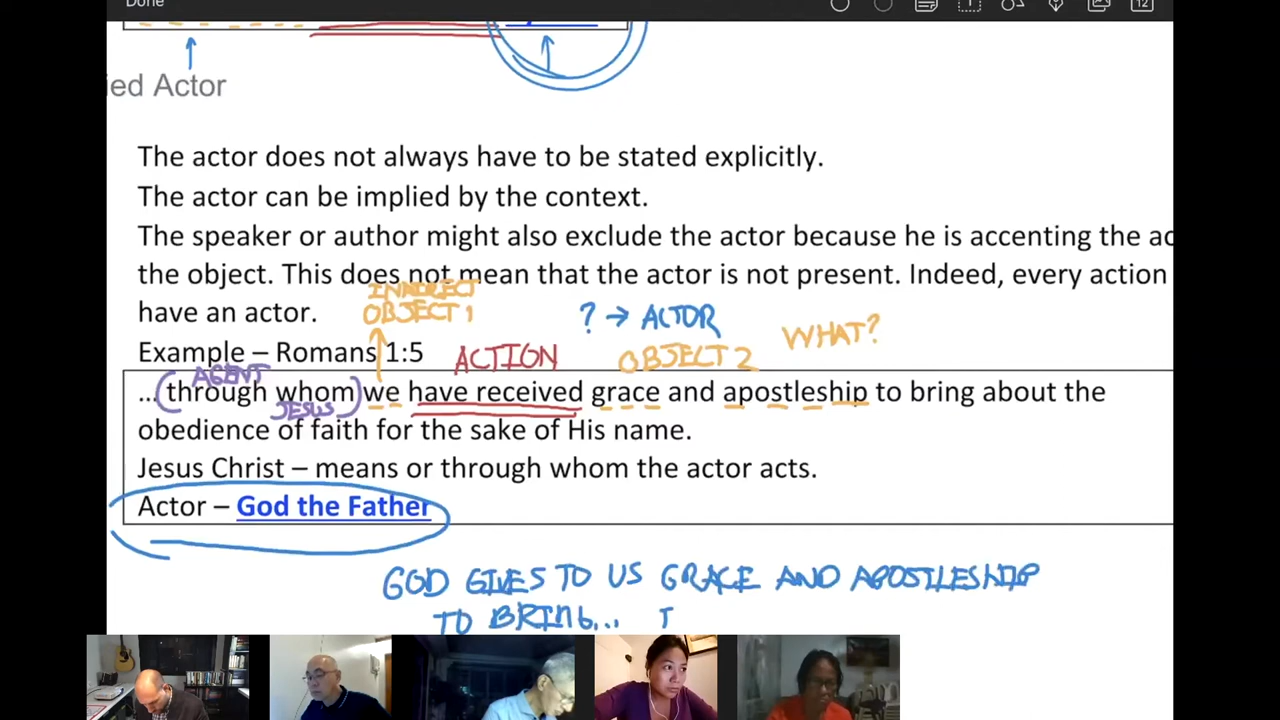 Done
12
ied Actor
The actor does not always have to be stated explicitly.
The actor can be implied by the context.
The speaker or author might also exclude the actor because he is accenting the ac
the object. This does not mean that the actor is not present. Indeed, every action
INDIRECT
OBJECT 1
have an actor.
? → ACTOR
WHAT?
Example – Romans 1:5
ACTION
OBJECT 2
AGENT
... (through whom) we have received grace and apostleship to bring about the
JESUS
obedience of faith for the sake of His name.
Jesus Christ – means or through whom the actor acts.
Actor – God the Father
GOD GIVES TO US GRACE AND APOSTLESHIP
TO BRING...